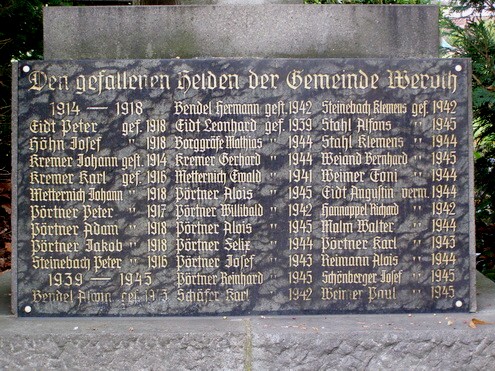 Den gefallenen Helden der Gemeinde Weroth
1914 — 1918
Eidt Peter gef. 1918
Höhn Josef " 1918
Kremer Johann gest. 1914
Kremer Karl gef. 1916
Metternich Johann " 1918
Pörtner Peter " 1917
Pörtner Adam " 1918
Pörtner Jakob " 1918
Steinebach Peter " 1916
1939 — 1945
Bendel Alois gef. 1943
Bendel Hermann gest. 1942
Eidt Leonhard gef. 1939
Borggräfe Mathias " 1944
Kremer Gerhard " 1944
Metternich Ewald " 1941
Pörtner Alois " 1945
Pörtner Willibald " 1942
Pörtner Alois " 1945
Pörtner Felix " 1944
Pörtner Josef " 1943
Pörtner Reinhard " 1945
Schäfer Karl 1942
Steinebach Klemens gef. 1942
Stahl Alfons " 1945
Stahl Klemens " 1944
Weiand Bernhard " 1945
Weimer Toni " 1944
Eidt Augustin verm. 1944
Hannappel Richard " 1942
Malm Walter " 1944
Pörtner Karl " 1943
Reimann Alois " 1944
Schönberger Josef " 1945
Weimer Paul " 1945